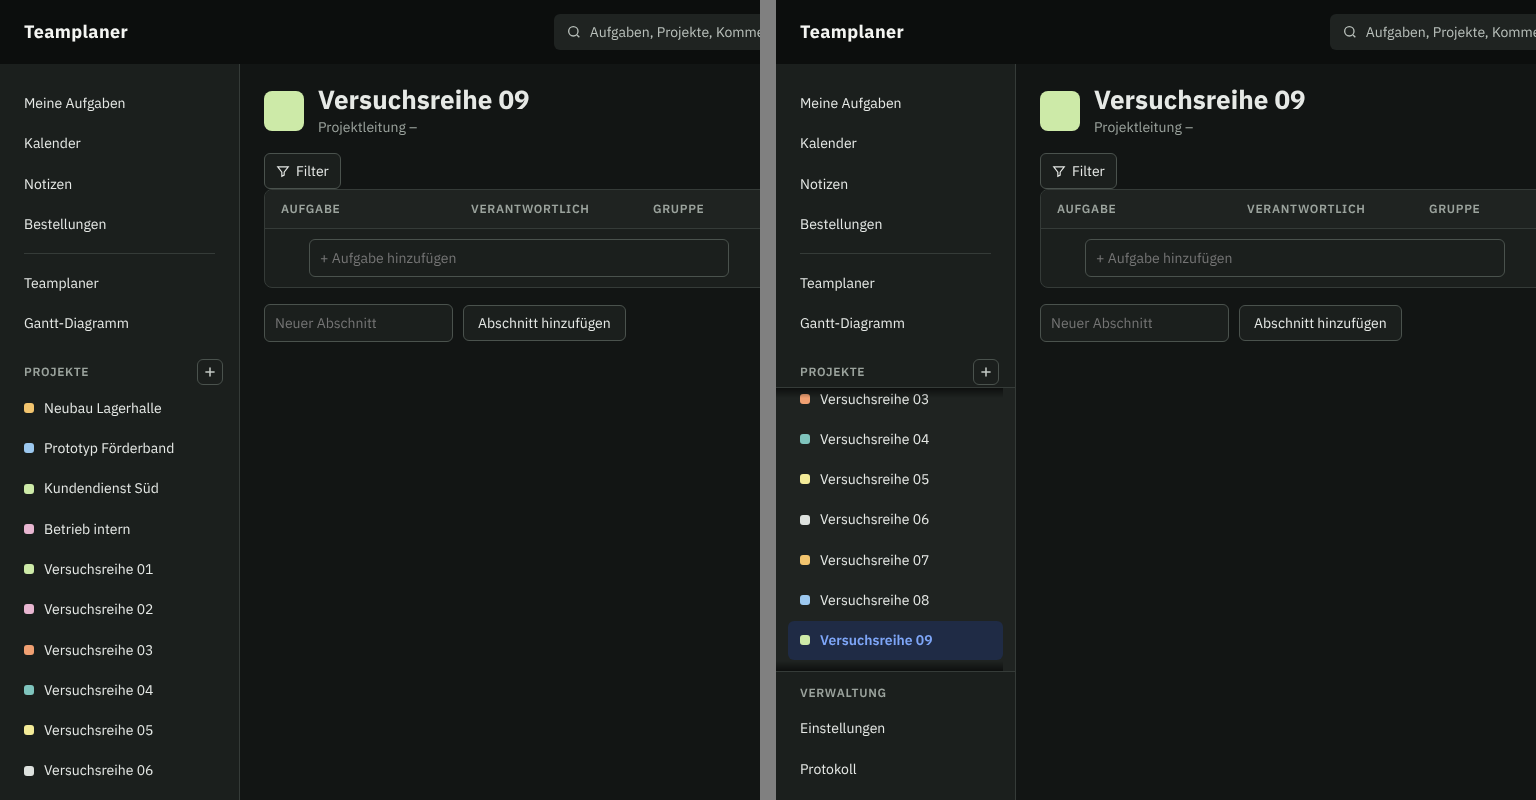 Teamplaner
Aufgaben, Projekte, Komme
Meine Aufgaben
Kalender
Notizen
Bestellungen
Teamplaner
Gantt-Diagramm
PROJEKTE
+
Neubau Lagerhalle
Prototyp Förderband
Kundendienst Süd
Betrieb intern
Versuchsreihe 01
Versuchsreihe 02
Versuchsreihe 03
Versuchsreihe 04
Versuchsreihe 05
Versuchsreihe 06
Versuchsreihe 09
Projektleitung –
Filter
AUFGABE VERANTWORTLICH GRUPPE
+ Aufgabe hinzufügen
Neuer Abschnitt Abschnitt hinzufügen
Teamplaner
Aufgaben, Projekte, Komme
Meine Aufgaben
Kalender
Notizen
Bestellungen
Teamplaner
Gantt-Diagramm
PROJEKTE
+
Versuchsreihe 03
Versuchsreihe 04
Versuchsreihe 05
Versuchsreihe 06
Versuchsreihe 07
Versuchsreihe 08
Versuchsreihe 09
VERWALTUNG
Einstellungen
Protokoll
Versuchsreihe 09
Projektleitung –
Filter
AUFGABE VERANTWORTLICH GRUPPE
+ Aufgabe hinzufügen
Neuer Abschnitt Abschnitt hinzufügen